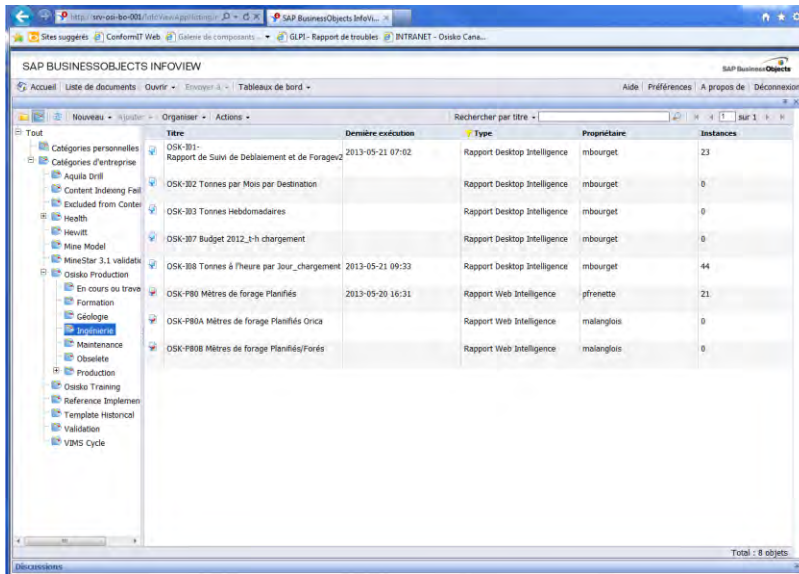 http://srv-osi-bo-001/InfoViewApp/listing/
SAP BusinessObjects InfoVi...
Sites suggérés ConformIT Web Galerie de composants ... GLPI - Rapport de troubles INTRANET - Osisko Cana...
SAP BUSINESSOBJECTS INFOVIEW
SAP BusinessObjects
Accueil Liste de documents Ouvrir Envoyer à Tableaux de bord Aide Préférences A propos de Déconnexion
Nouveau Ajouter Organiser Actions Rechercher par titre 1 sur 1
Tout
Catégories personnelles
Catégories d'entreprise
Aquila Drill
Content Indexing Fail
Excluded from Conter
Health
Hewitt
Mine Model
MineStar 3.1 validati
Osisko Production
En cours ou trava
Formation
Géologie
Ingénierie
Maintenance
Obselete
Production
Osisko Training
Reference Implemen
Template Historical
Validation
VIMS Cycle
Titre Dernière exécution Type Propriétaire Instances
OSK-I01-
Rapport de Suivi de Deblaiement et de Foragev2 2013-05-21 07:02 Rapport Desktop Intelligence mbourget 23
OSK-I02 Tonnes par Mois par Destination Rapport Desktop Intelligence mbourget 0
OSK-I03 Tonnes Hebdomadaires Rapport Desktop Intelligence mbourget 0
OSK-I07 Budget 2012_t-h chargement Rapport Desktop Intelligence mbourget 0
OSK-I08 Tonnes à l'heure par Jour_chargement 2013-05-21 09:33 Rapport Desktop Intelligence mbourget 44
OSK-P80 Mètres de forage Planifiés 2013-05-20 16:31 Rapport Web Intelligence pfrenette 21
OSK-P80A Mètres de forage Planifiés Orica Rapport Web Intelligence malanglois 0
OSK-P80B Mètres de forage Planifiés/Forés Rapport Web Intelligence malanglois 0
Total : 8 objets
Discussions